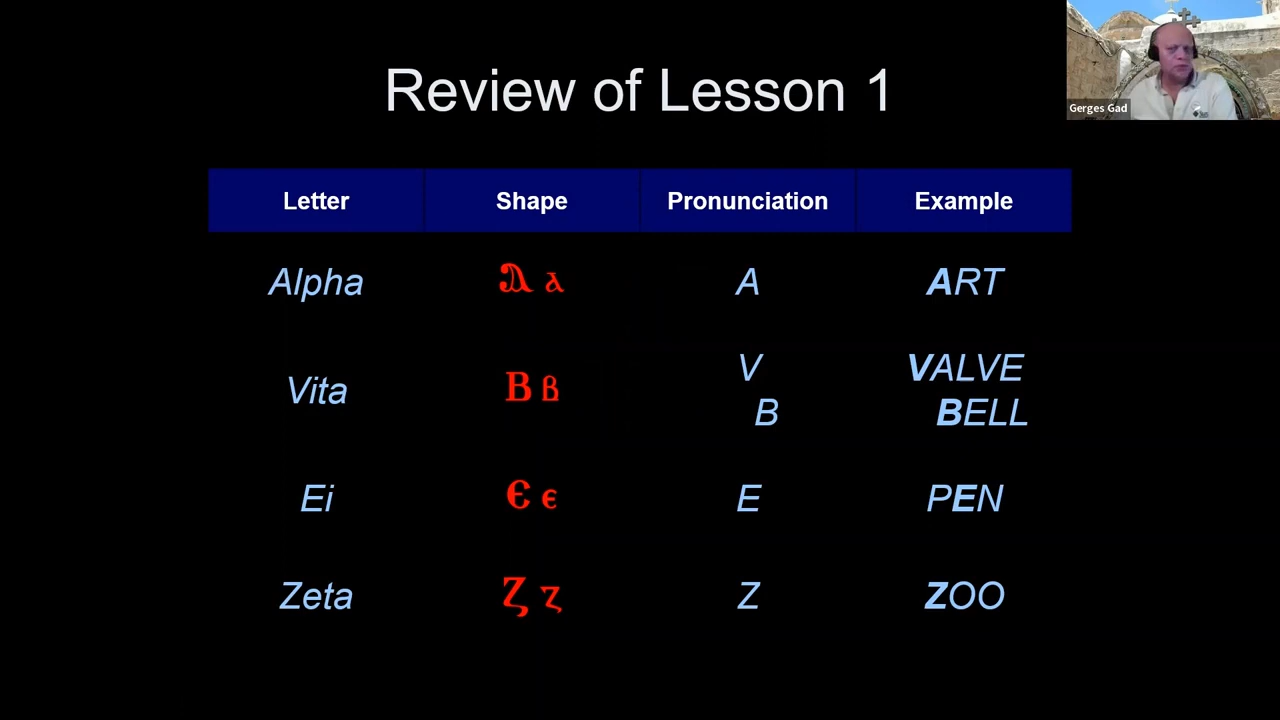 Review of Lesson 1
Gerges Gad
Letter Shape Pronunciation Example
Alpha Ⲁ ⲁ A ART
Vita Ⲃ ⲃ V VALVE
B BELL
Ei Ⲉ ⲉ E PEN
Zeta Ⲍ ⲍ Z ZOO